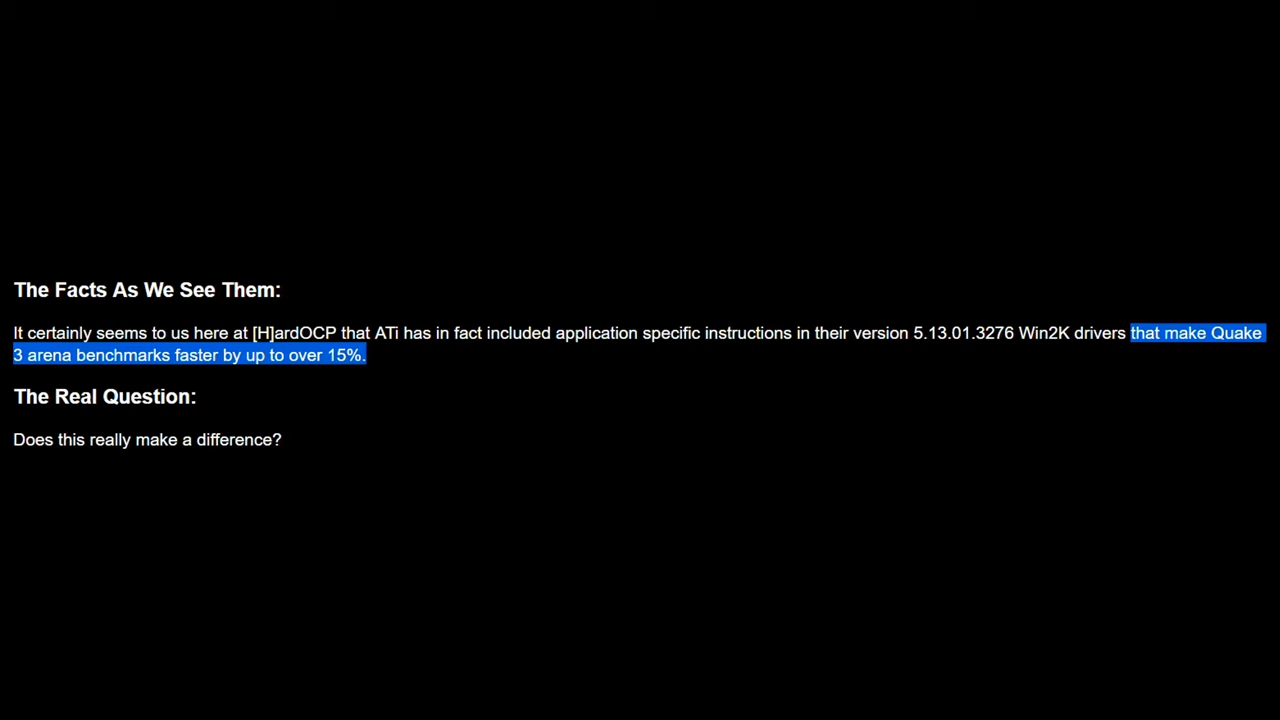 The Facts As We See Them:
It certainly seems to us here at [H]ardOCP that ATi has in fact included application specific instructions in their version 5.13.01.3276 Win2K drivers that make Quake
3 arena benchmarks faster by up to over 15%.
The Real Question:
Does this really make a difference?